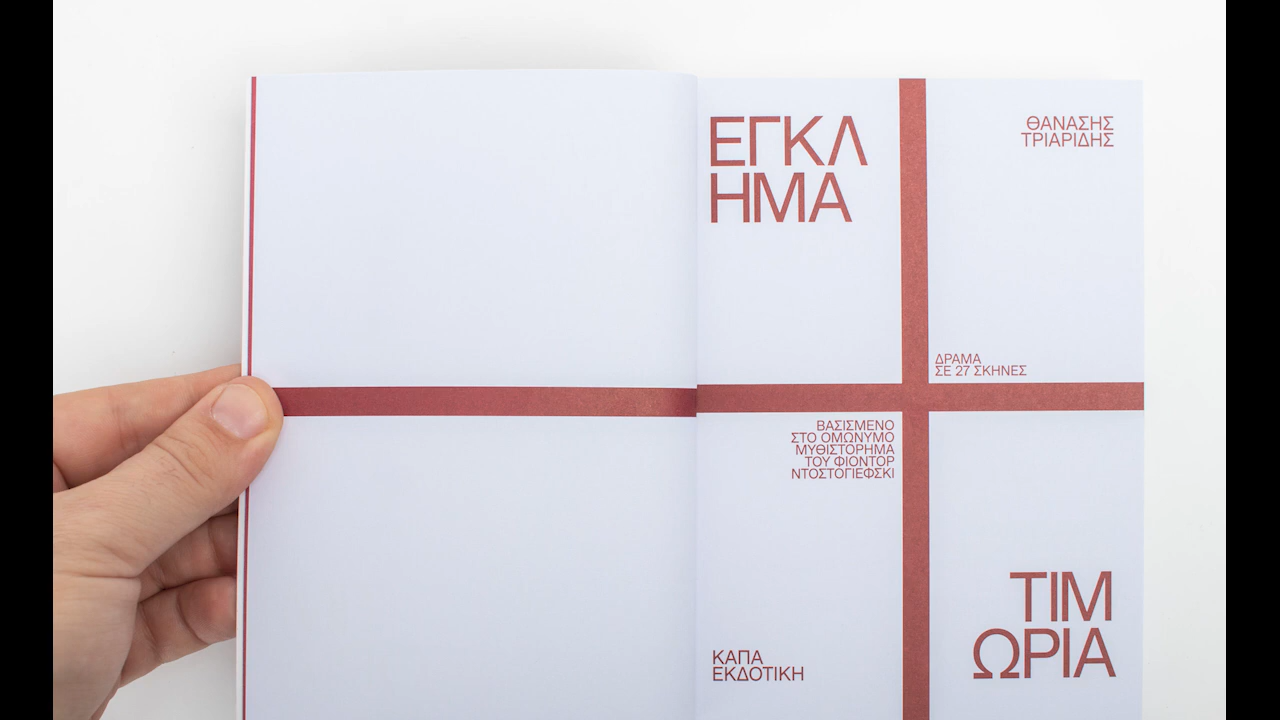 ΕΓΚΛ
ΗΜΑ
ΘΑΝΑΣΗΣ
ΤΡΙΑΡΙΔΗΣ
ΔΡΑΜΑ
ΣΕ 27 ΣΚΗΝΕΣ
ΒΑΣΙΣΜΕΝΟ
ΣΤΟ ΟΜΩΝΥΜΟ
ΜΥΘΙΣΤΟΡΗΜΑ
ΤΟΥ ΦΙΟΝΤΟΡ
ΝΤΟΣΤΟΓΙΕΦΣΚΙ
ΤΙΜ
ΩΡΙΑ
ΚΑΠΑ
ΕΚΔΟΤΙΚΗ